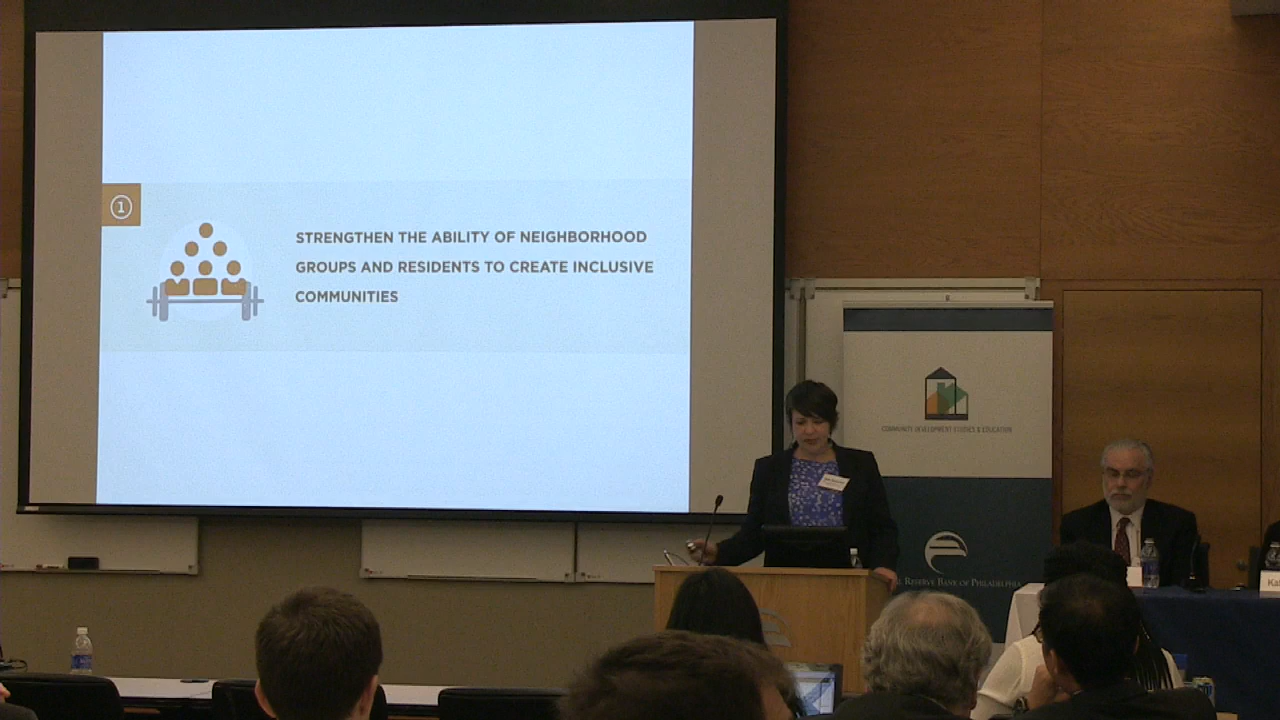 1
STRENGTHEN THE ABILITY OF NEIGHBORHOOD
GROUPS AND RESIDENTS TO CREATE INCLUSIVE
COMMUNITIES
COMMUNITY DEVELOPMENT STUDIES & EDUCATION
RESERVE BANK OF PHILADELPHIA